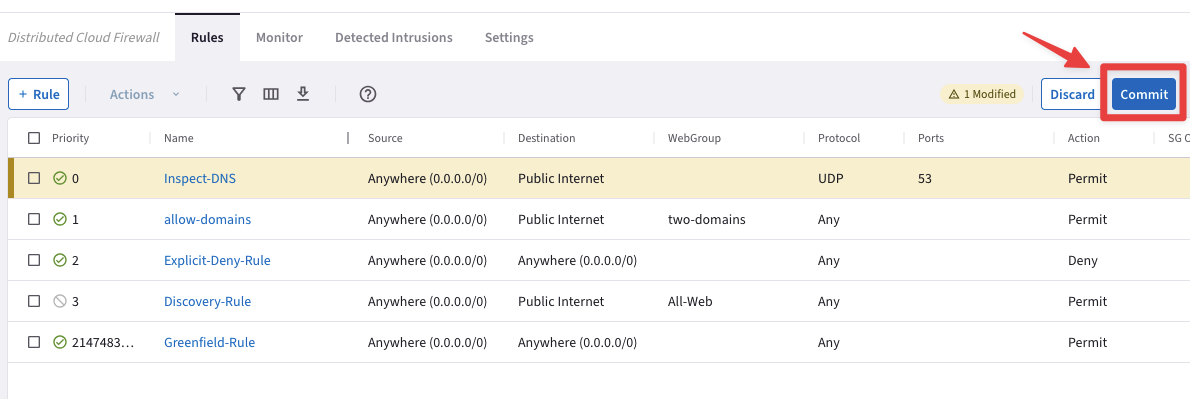 Distributed Cloud Firewall Rules Monitor Detected Intrusions Settings
+ Rule Actions 1 Modified Discard Commit
Priority Name Source Destination WebGroup Protocol Ports Action SG O
0 Inspect-DNS Anywhere (0.0.0.0/0) Public Internet UDP 53 Permit
1 allow-domains Anywhere (0.0.0.0/0) Public Internet two-domains Any Permit
2 Explicit-Deny-Rule Anywhere (0.0.0.0/0) Anywhere (0.0.0.0/0) Any Deny
3 Discovery-Rule Anywhere (0.0.0.0/0) Public Internet All-Web Any Permit
2147483… Greenfield-Rule Anywhere (0.0.0.0/0) Anywhere (0.0.0.0/0) Any Permit